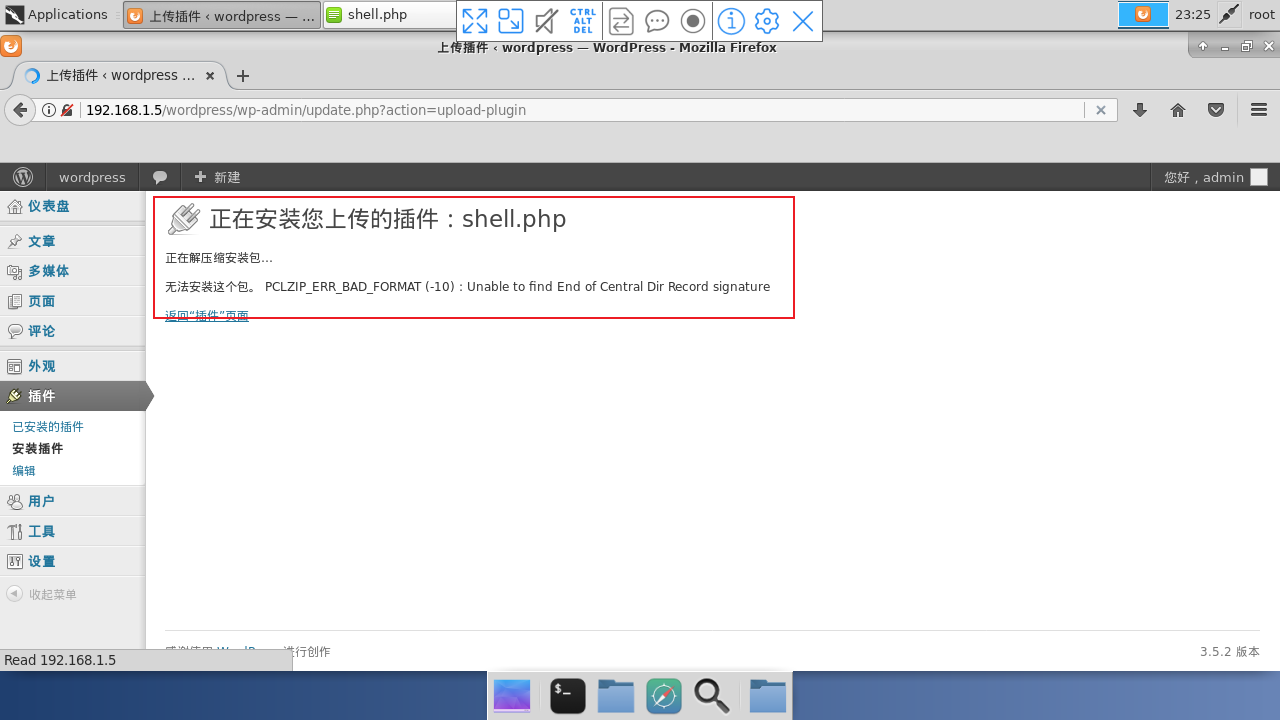 Applications
上传插件 ‹ wordpress — ...
shell.php
CTRL
ALT
DEL
23:25
root
上传插件 ‹ wordpress — WordPress - Mozilla Firefox
上传插件 ‹ wordpress ...
192.168.1.5/wordpress/wp-admin/update.php?action=upload-plugin
wordpress
新建
您好 , admin
仪表盘
文章
多媒体
页面
评论
外观
插件
已安装的插件
安装插件
编辑
用户
工具
设置
收起菜单
正在安装您上传的插件：shell.php
正在解压缩安装包…
无法安装这个包。 PCLZIP_ERR_BAD_FORMAT (-10) : Unable to find End of Central Dir Record signature
返回“插件”页面
进行创作
3.5.2 版本
Read 192.168.1.5
$_